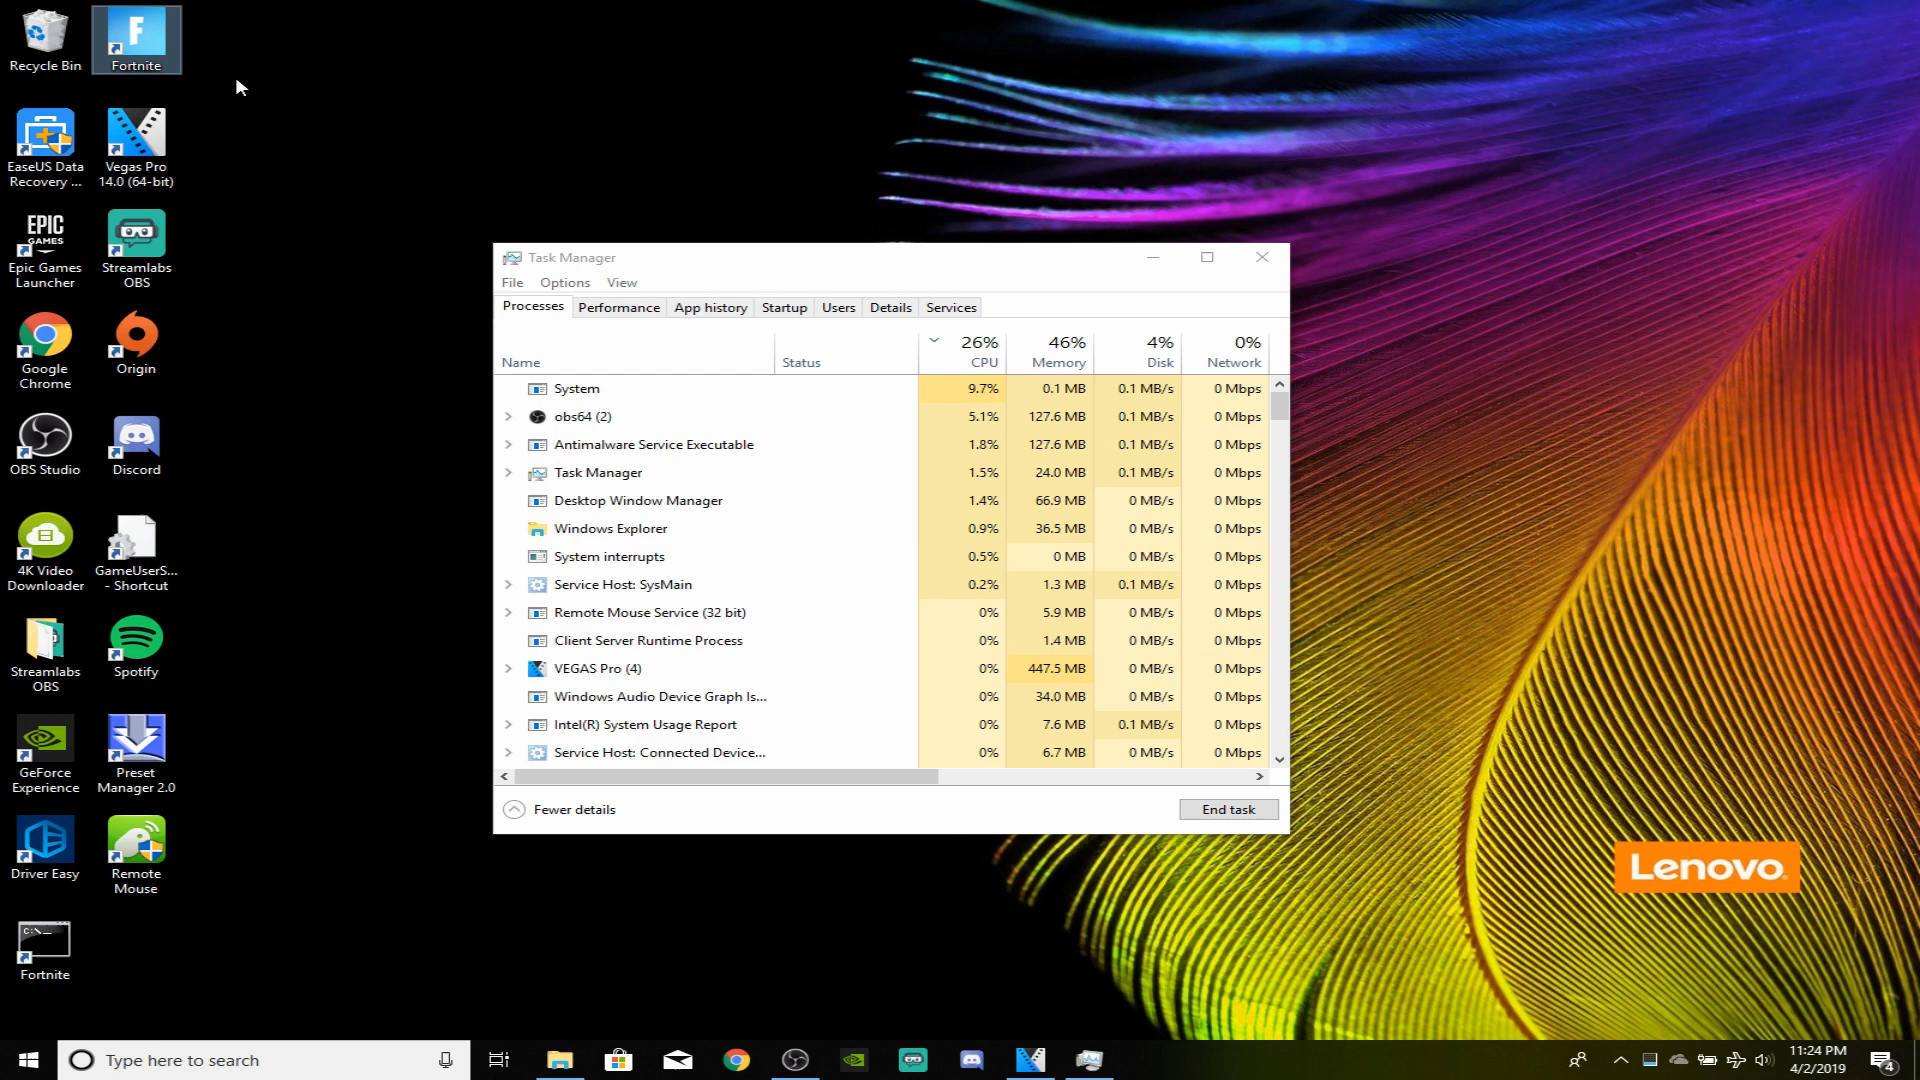 Recycle Bin
Fortnite
EaseUS Data
Recovery ...
Vegas Pro
14.0 (64-bit)
EPIC
GAMES
Epic Games
Launcher
Streamlabs
OBS
Google
Chrome
Origin
OBS Studio
Discord
4K Video
Downloader
GameUserS...
- Shortcut
Streamlabs
OBS
Spotify
GeForce
Experience
Preset
Manager 2.0
Driver Easy
Remote
Mouse
C:\_
Fortnite
Task Manager
File Options View
Processes Performance App history Startup Users Details Services
26% 46% 4% 0%
Name Status CPU Memory Disk Network
System 9.7% 0.1 MB 0.1 MB/s 0 Mbps
obs64 (2) 5.1% 127.6 MB 0.1 MB/s 0 Mbps
Antimalware Service Executable 1.8% 127.6 MB 0.1 MB/s 0 Mbps
Task Manager 1.5% 24.0 MB 0.1 MB/s 0 Mbps
Desktop Window Manager 1.4% 66.9 MB 0 MB/s 0 Mbps
Windows Explorer 0.9% 36.5 MB 0 MB/s 0 Mbps
System interrupts 0.5% 0 MB 0 MB/s 0 Mbps
Service Host: SysMain 0.2% 1.3 MB 0.1 MB/s 0 Mbps
Remote Mouse Service (32 bit) 0% 5.9 MB 0 MB/s 0 Mbps
Client Server Runtime Process 0% 1.4 MB 0 MB/s 0 Mbps
VEGAS Pro (4) 0% 447.5 MB 0 MB/s 0 Mbps
Windows Audio Device Graph Is... 0% 34.0 MB 0 MB/s 0 Mbps
Intel(R) System Usage Report 0% 7.6 MB 0.1 MB/s 0 Mbps
Service Host: Connected Device... 0% 6.7 MB 0 MB/s 0 Mbps
Fewer details End task
Lenovo
Type here to search
11:24 PM
4/2/2019
4